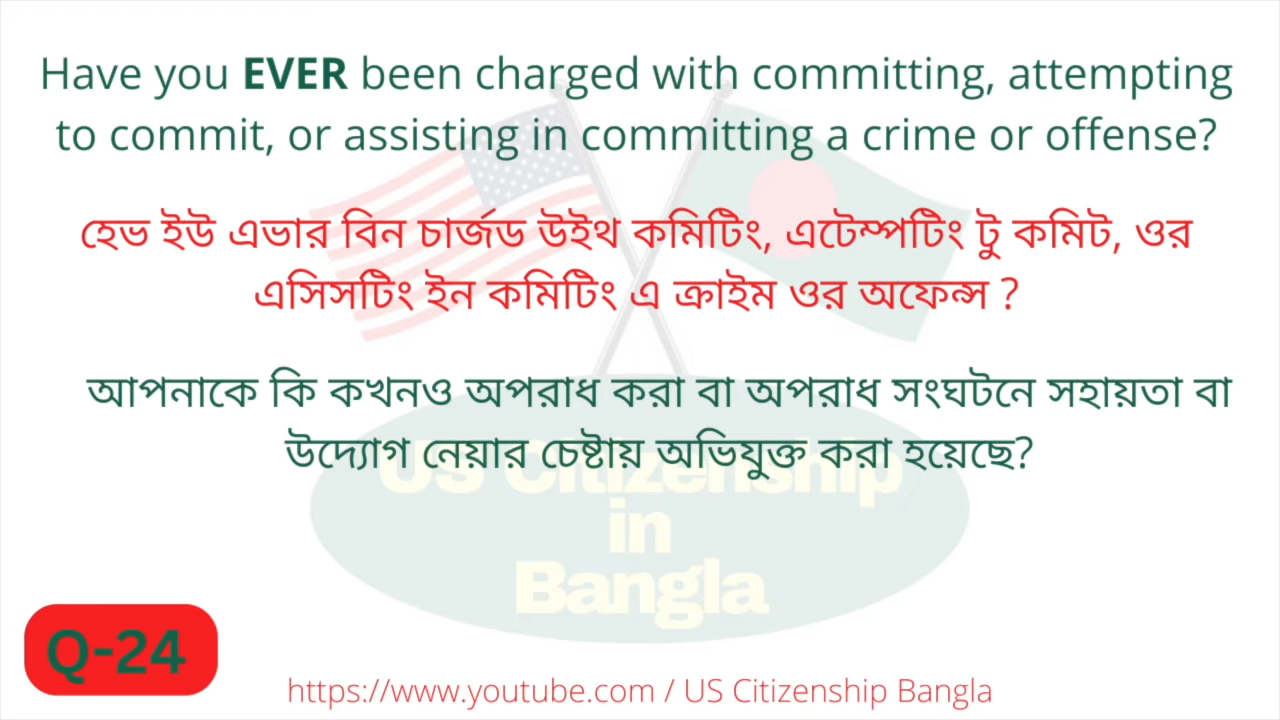 Have you EVER been charged with committing, attempting
to commit, or assisting in committing a crime or offense?
হেভ ইউ এভার বিন চার্জড উইথ কমিটিং, এটেম্পটিং টু কমিট, ওর
এসিসটিং ইন কমিটিং এ ক্রাইম ওর অফেন্স ?
আপনাকে কি কখনও অপরাধ করা বা অপরাধ সংঘটনে সহায়তা বা
উদ্যোগ নেয়ার চেষ্টায় অভিযুক্ত করা হয়েছে?
US Citizenship
in
Bangla
Q-24
https://www.youtube.com / US Citizenship Bangla